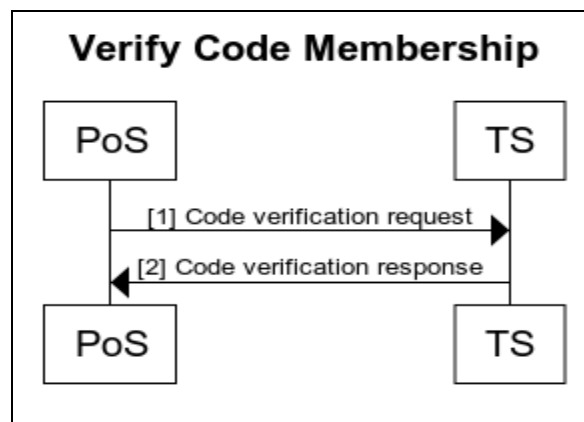 Verify Code Membership
PoS TS
[1] Code verification request
[2] Code verification response
PoS TS